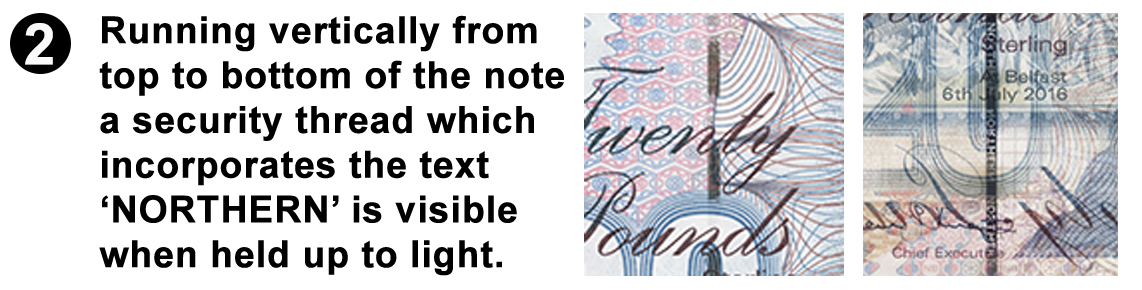 2
Running vertically from
top to bottom of the note
a security thread which
incorporates the text
‘NORTHERN’ is visible
when held up to light.
Twenty
Pounds
Sterling
At Belfast
6th July 2016
Chief Executive